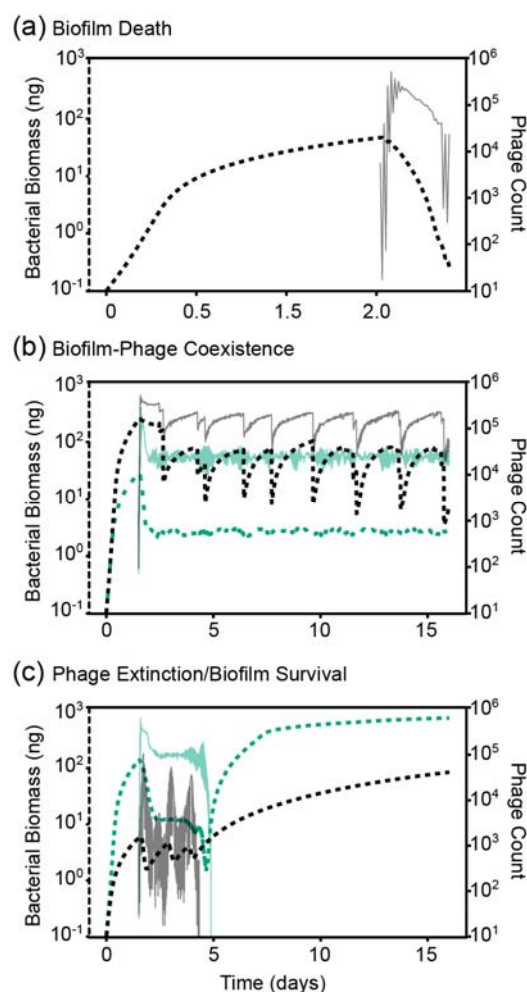 (a) Biofilm Death
Bacterial Biomass (ng)
10³
10²
10¹
10⁰
10⁻¹
10⁶
10⁵
10⁴
10³
10²
10¹
Phage Count
0 0.5 1.5 2.0
(b) Biofilm-Phage Coexistence
Bacterial Biomass (ng)
10³
10²
10¹
10⁰
10⁻¹
10⁶
10⁵
10⁴
10³
10²
10¹
Phage Count
0 5 10 15
(c) Phage Extinction/Biofilm Survival
Bacterial Biomass (ng)
10³
10²
10¹
10⁰
10⁻¹
10⁶
10⁵
10⁴
10³
10²
10¹
Phage Count
0 5 10 15
Time (days)